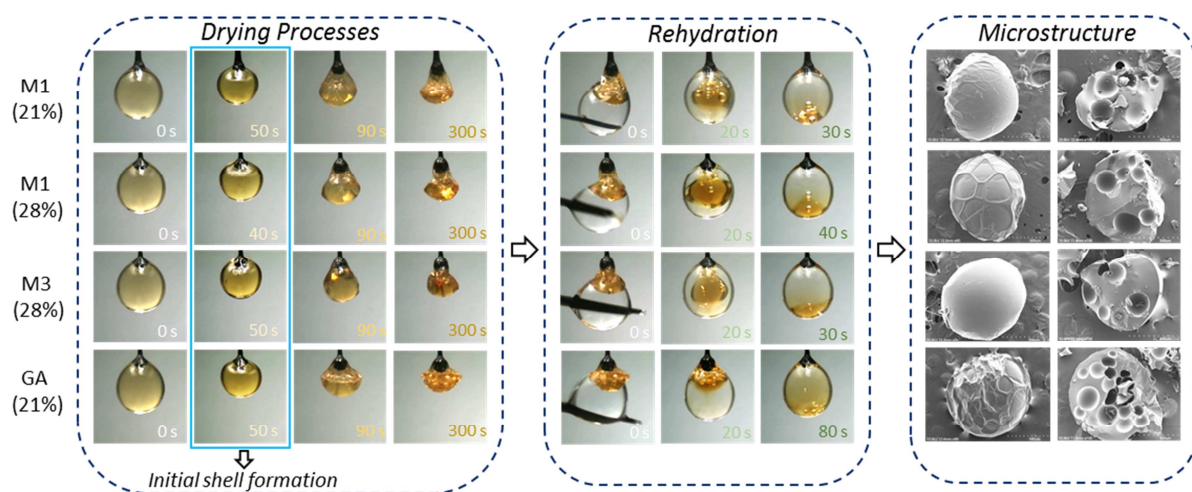 Drying Processes
Rehydration
Microstructure
M1
(21%)
0 s
50 s
90 s
300 s
0 s
20 s
30 s
M1
(28%)
0 s
40 s
90 s
300 s
0 s
20 s
40 s
M3
(28%)
0 s
50 s
90 s
300 s
0 s
20 s
30 s
GA
(21%)
0 s
50 s
90 s
300 s
0 s
20 s
80 s
Initial shell formation